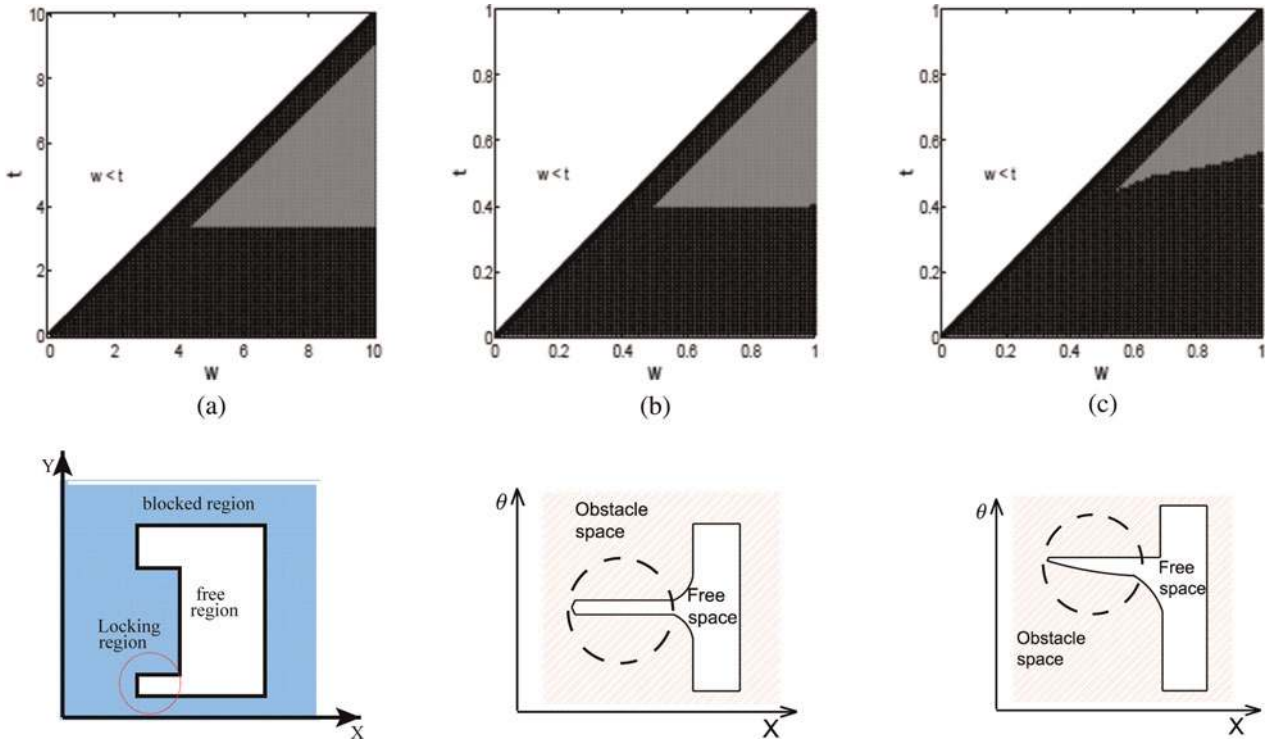 10
8
6
4
2
0
t
w < t
0 2 4 6 8 10
W
(a)
1
0.8
0.6
0.4
0.2
0
t
w < t
0 0.2 0.4 0.6 0.8 1
W
(b)
1
0.8
0.6
0.4
0.2
0
t
w < t
0 0.2 0.4 0.6 0.8 1
W
(c)
Y
blocked region
free
region
Locking
region
X
θ
Obstacle
space
Free
space
X
θ
Free
space
Obstacle
space
X